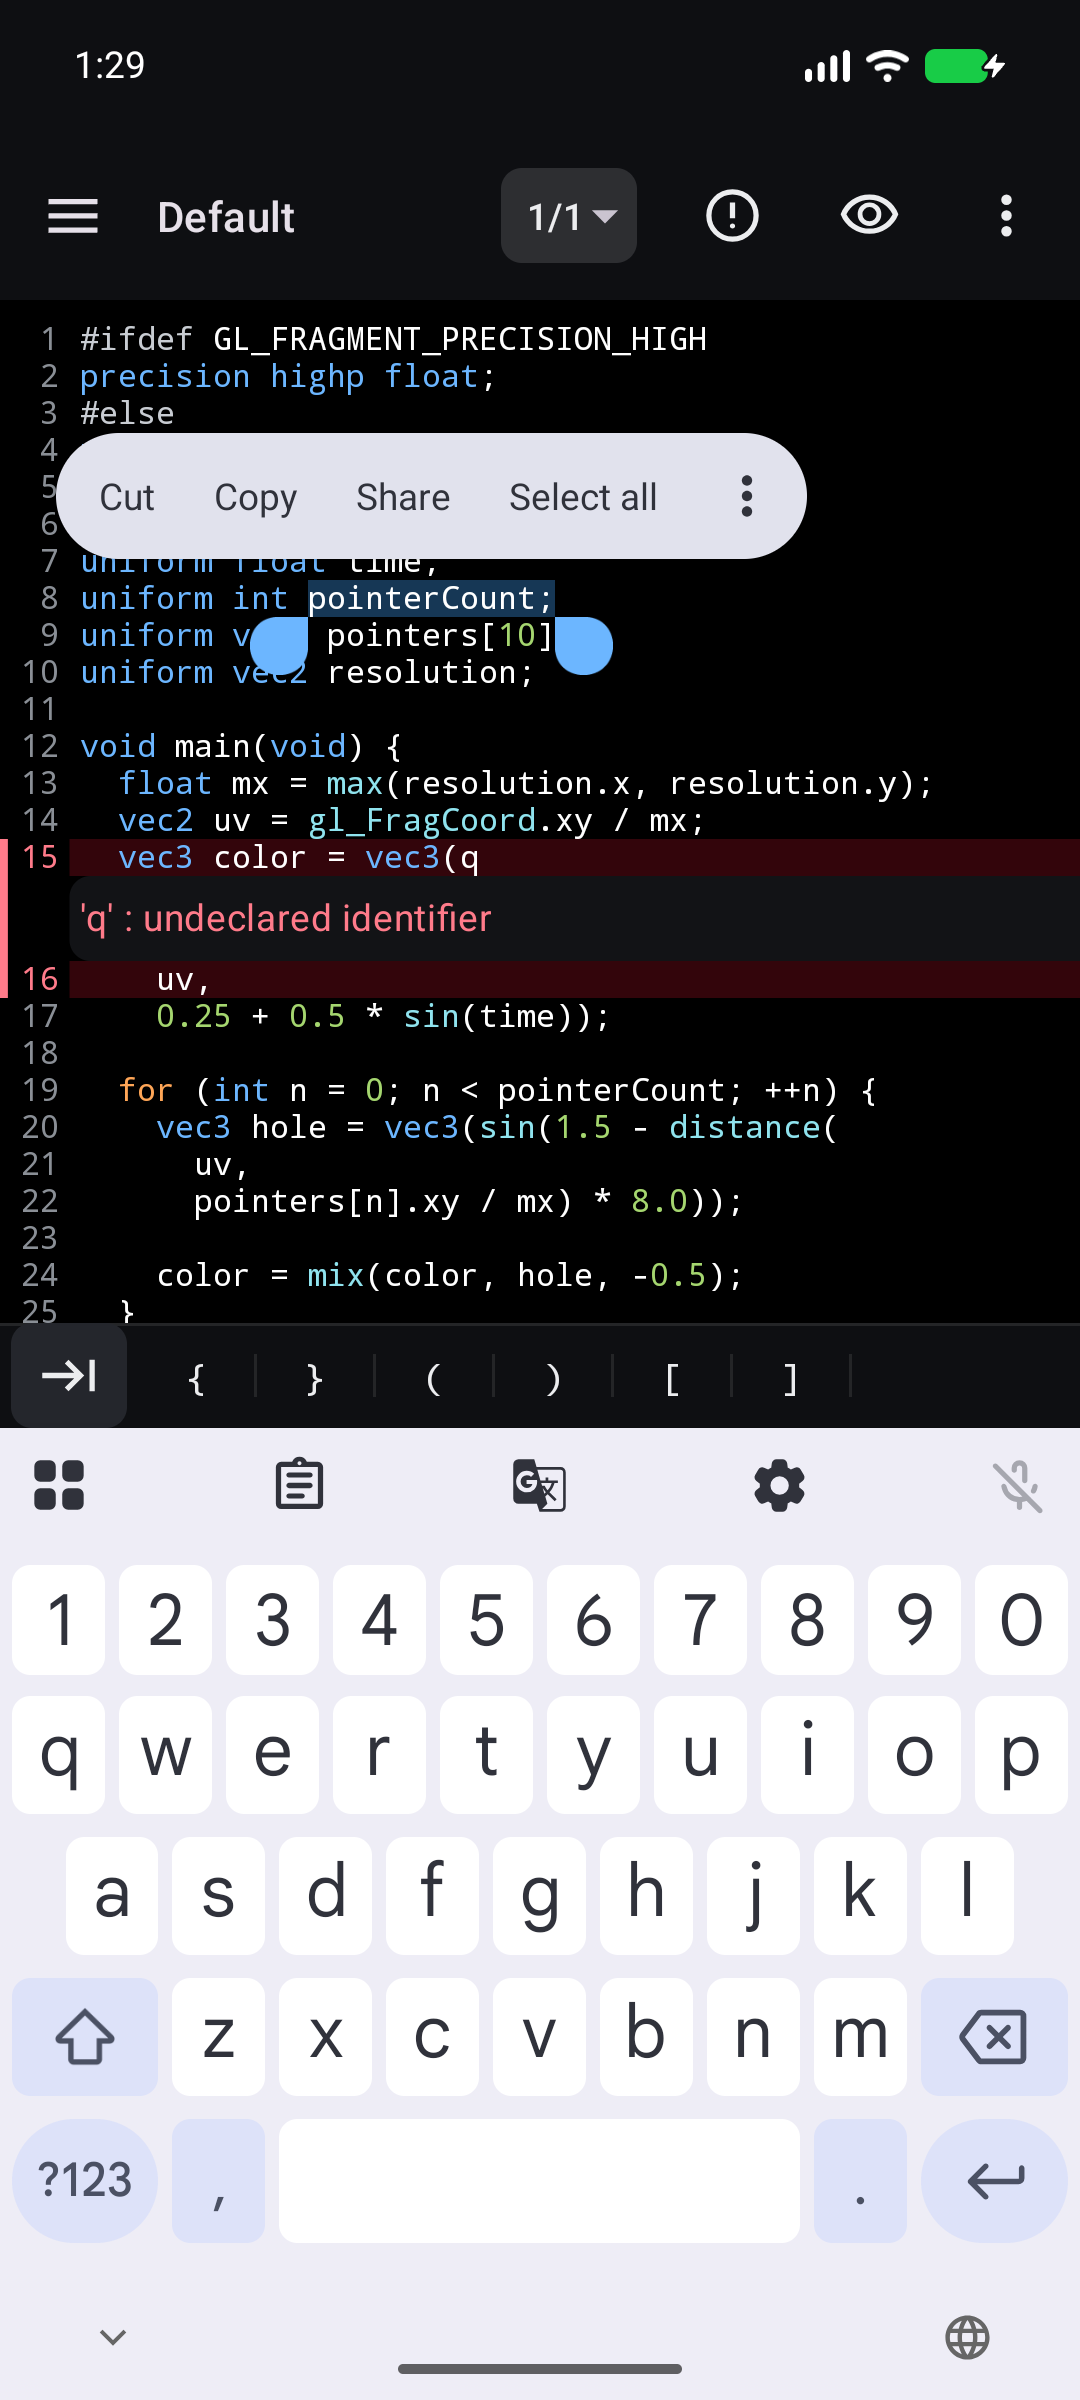 1:29
Default 1/1
1 #ifdef GL_FRAGMENT_PRECISION_HIGH
2 precision highp float;
3 #else
4
Cut Copy Share Select all
5
6
7 uniform float time;
8 uniform int pointerCount;
9 uniform v pointers[10]
10 uniform vec2 resolution;
11
12 void main(void) {
13 float mx = max(resolution.x, resolution.y);
14 vec2 uv = gl_FragCoord.xy / mx;
15 vec3 color = vec3(q
'q' : undeclared identifier
16 uv,
17 0.25 + 0.5 * sin(time));
18
19 for (int n = 0; n < pointerCount; ++n) {
20 vec3 hole = vec3(sin(1.5 - distance(
21 uv,
22 pointers[n].xy / mx) * 8.0));
23
24 color = mix(color, hole, -0.5);
25 }
{ } ( ) [ ]
G 文
1 2 3 4 5 6 7 8 9 0
q w e r t y u i o p
a s d f g h j k l
z x c v b n m
?123 , .